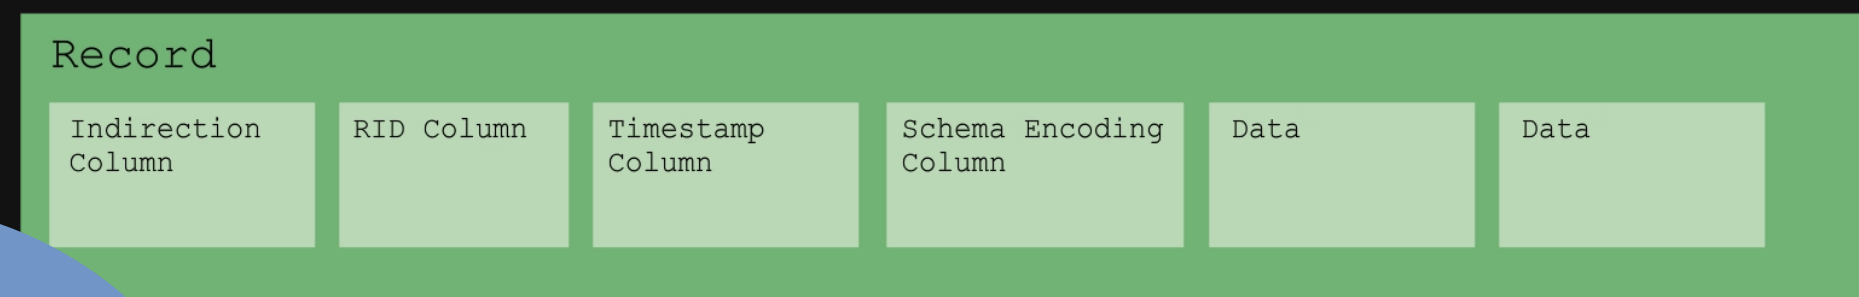 Record
Indirection
Column
RID Column
Timestamp
Column
Schema Encoding
Column
Data
Data